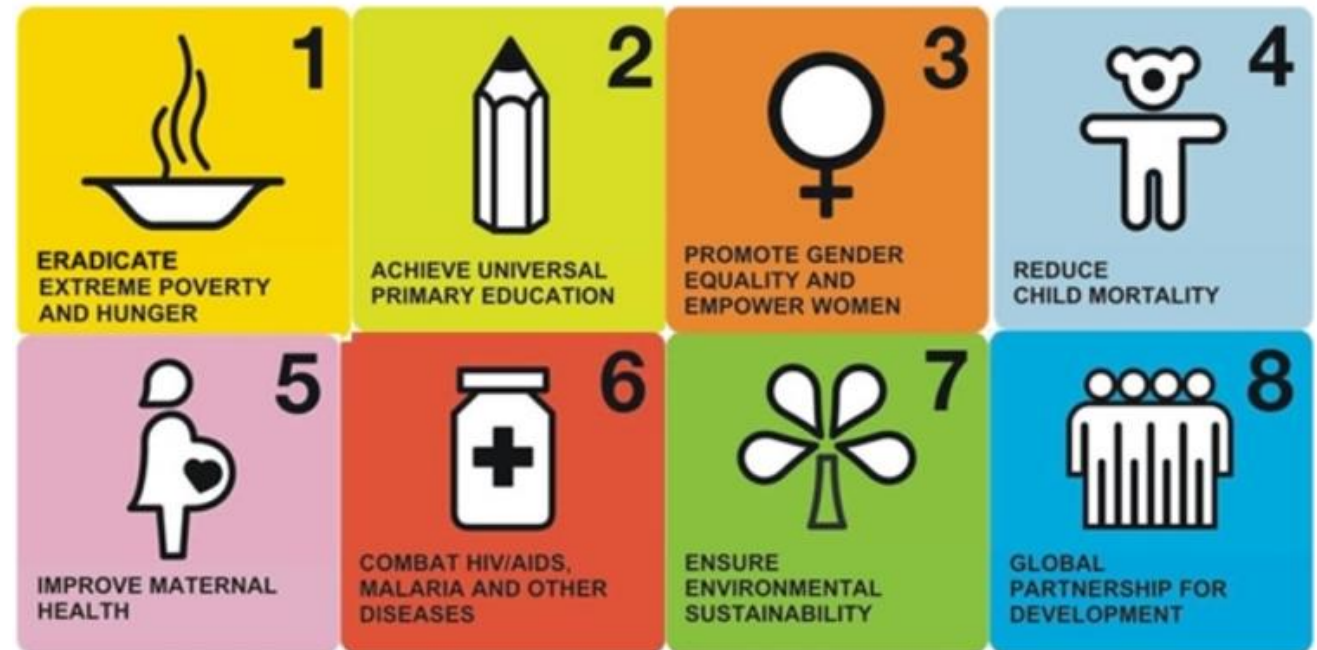 1
ERADICATE
EXTREME POVERTY
AND HUNGER
2
ACHIEVE UNIVERSAL
PRIMARY EDUCATION
3
PROMOTE GENDER
EQUALITY AND
EMPOWER WOMEN
4
REDUCE
CHILD MORTALITY
5
IMPROVE MATERNAL
HEALTH
6
COMBAT HIV/AIDS,
MALARIA AND OTHER
DISEASES
7
ENSURE
ENVIRONMENTAL
SUSTAINABILITY
8
GLOBAL
PARTNERSHIP FOR
DEVELOPMENT